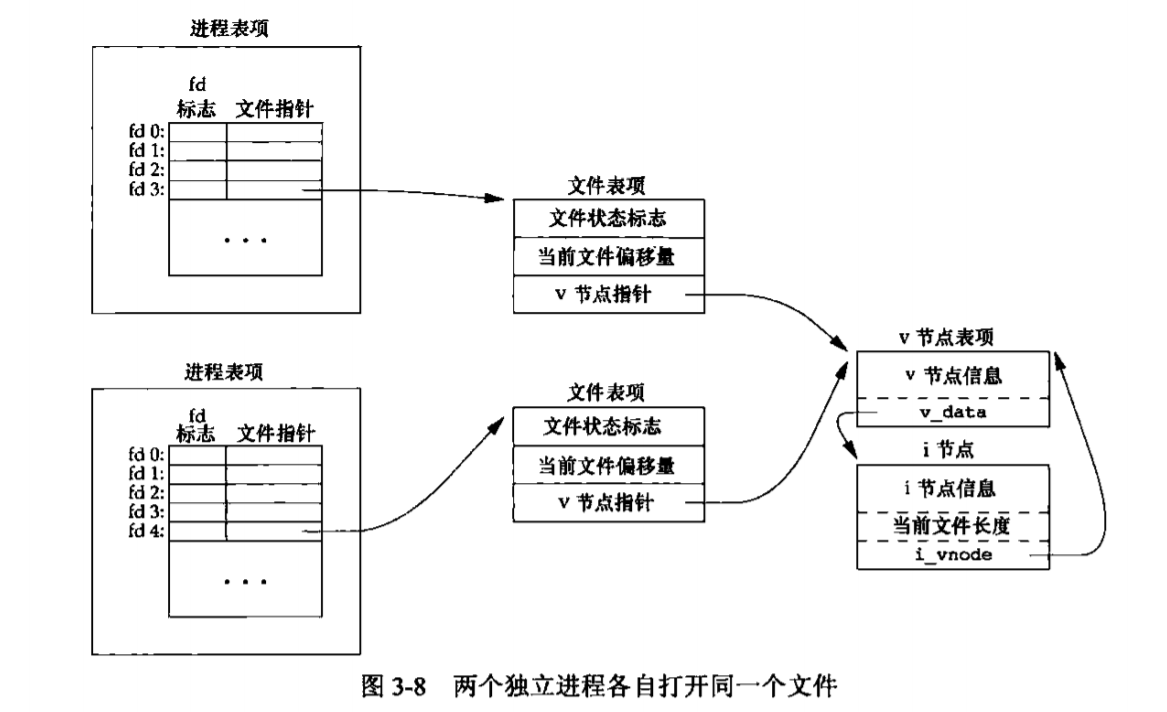 进程表项
fd
标志 文件指针
fd 0:
fd 1:
fd 2:
fd 3:
...
文件表项
文件状态标志
当前文件偏移量
v 节点指针
进程表项
fd
标志 文件指针
fd 0:
fd 1:
fd 2:
fd 3:
fd 4:
...
文件表项
文件状态标志
当前文件偏移量
v 节点指针
v 节点表项
v 节点信息
v_data
i 节点
i 节点信息
当前文件长度
i_vnode
图 3-8 两个独立进程各自打开同一个文件